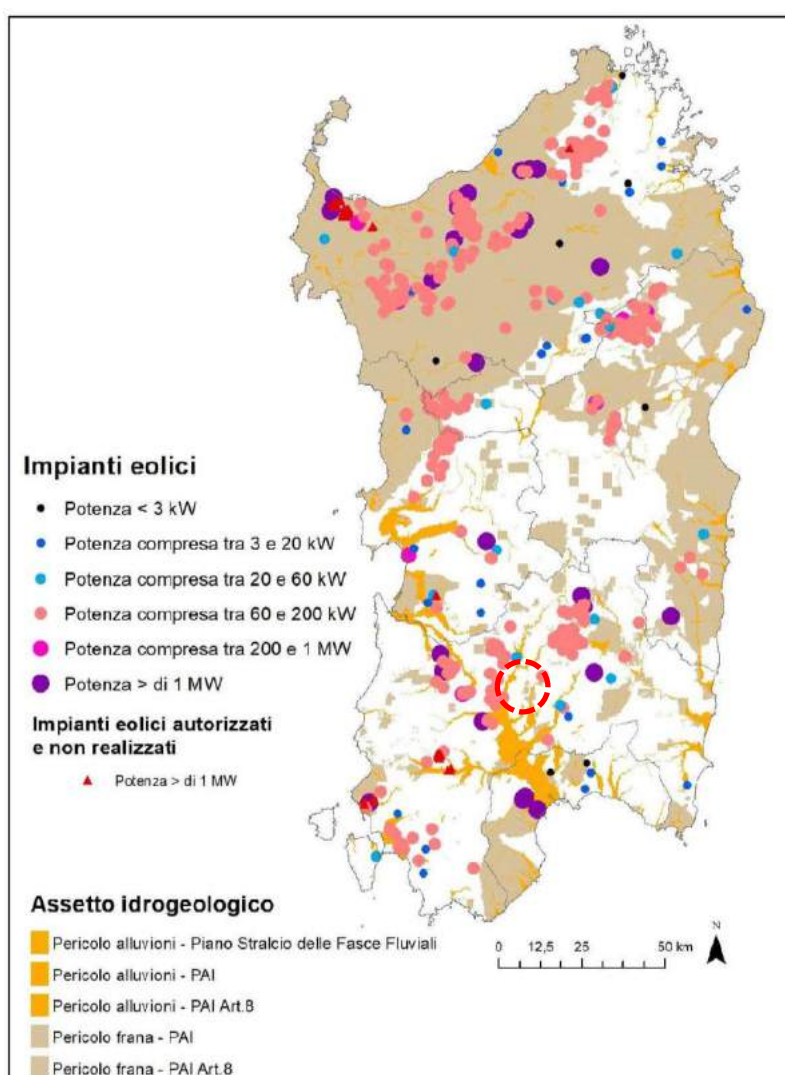 Impianti eolici
Potenza < 3 kW
Potenza compresa tra 3 e 20 kW
Potenza compresa tra 20 e 60 kW
Potenza compresa tra 60 e 200 kW
Potenza compresa tra 200 e 1 MW
Potenza > di 1 MW
Impianti eolici autorizzati
e non realizzati
Potenza > di 1 MW
Assetto idrogeologico
Pericolo alluvioni - Piano Stralcio delle Fasce Fluviali
Pericolo alluvioni - PAI
Pericolo alluvioni - PAI Art.8
Pericolo frana - PAI
Pericolo frana - PAI Art.8
N
0 12,5 25 50 km